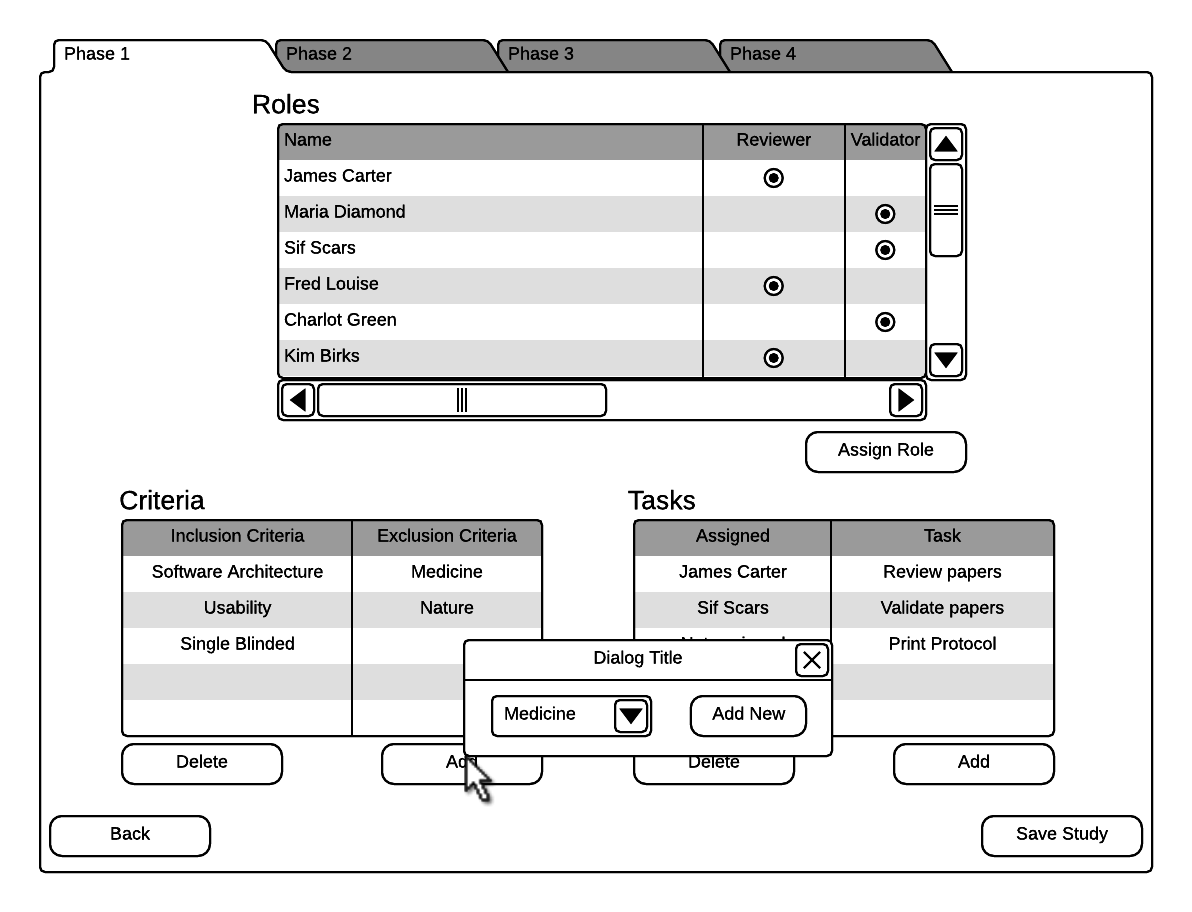 Phase 1 Phase 2 Phase 3 Phase 4
Roles
Name Reviewer Validator
James Carter
Maria Diamond
Sif Scars
Fred Louise
Charlot Green
Kim Birks
Assign Role
Criteria
Inclusion Criteria Exclusion Criteria
Software Architecture Medicine
Usability Nature
Single Blinded
Delete Add
Tasks
Assigned Task
James Carter Review papers
Sif Scars Validate papers
Print Protocol
Delete Add
Dialog Title
Medicine Add New
Back Save Study